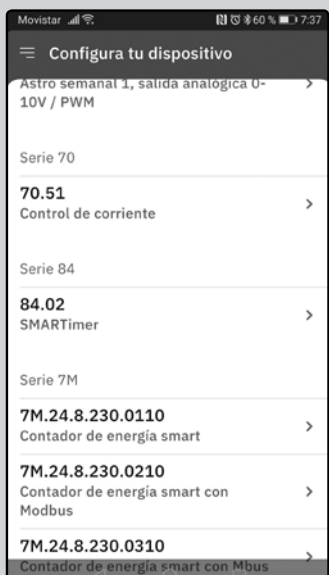 Movistar 60 % 7:37
Configura tu dispositivo
Astro semanal 1, salida analógica 0-
10V / PWM
Serie 70
70.51
Control de corriente
Serie 84
84.02
SMARTimer
Serie 7M
7M.24.8.230.0110
Contador de energía smart
7M.24.8.230.0210
Contador de energía smart con
Modbus
7M.24.8.230.0310
Contador de energía smart con Mbus